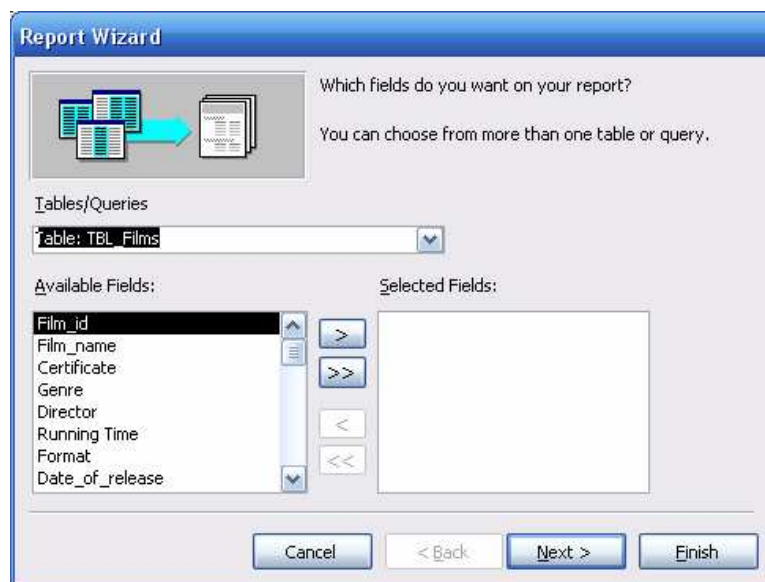 Report Wizard
Which fields do you want on your report?
You can choose from more than one table or query.
Tables/Queries
Table: TBL_Films
Available Fields:
Selected Fields:
Film_id
Film_name
Certificate
Genre
Director
Running Time
Format
Date_of_release
>
>>
<
<<
Cancel
< Back
Next >
Finish